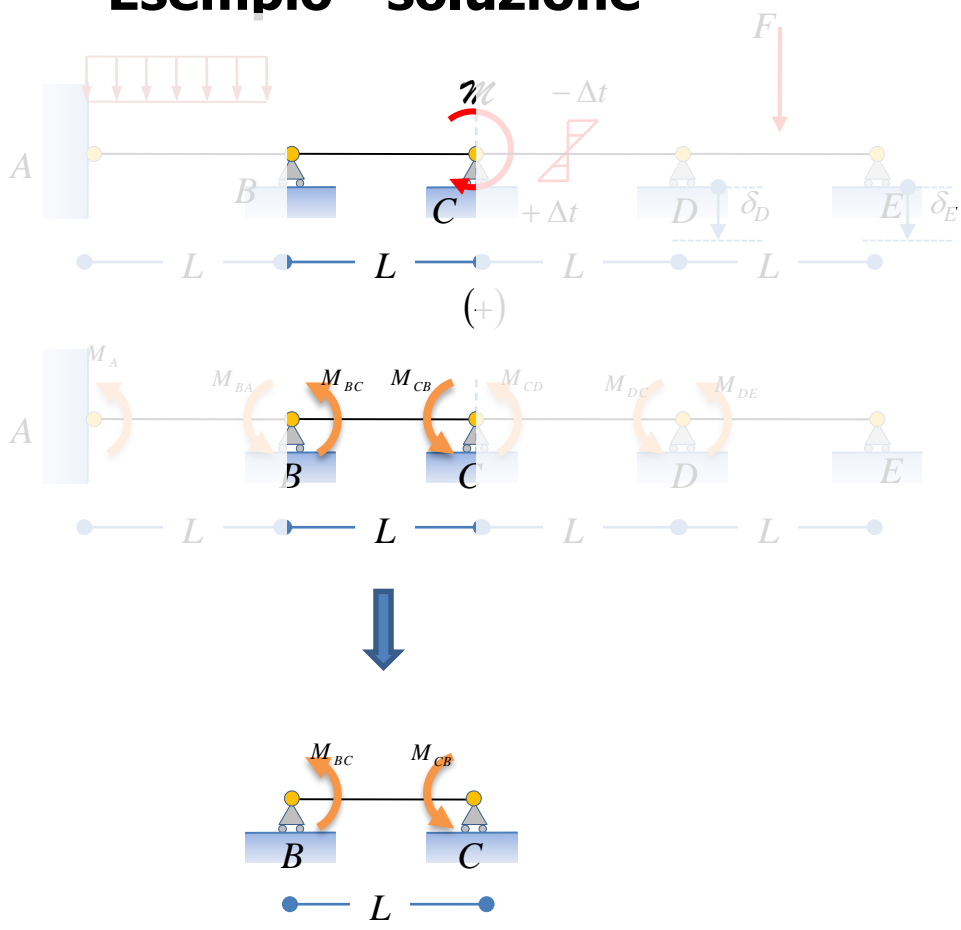 Esempio - soluzione
F
𝓜 − Δt
A
B C + Δt D δ_D E δ_E
L L L L
(+)
M_A
M_BA M_BC M_CB M_CD M_DC M_DE
A
B C D E
L L L L
M_BC M_CB
B C
L